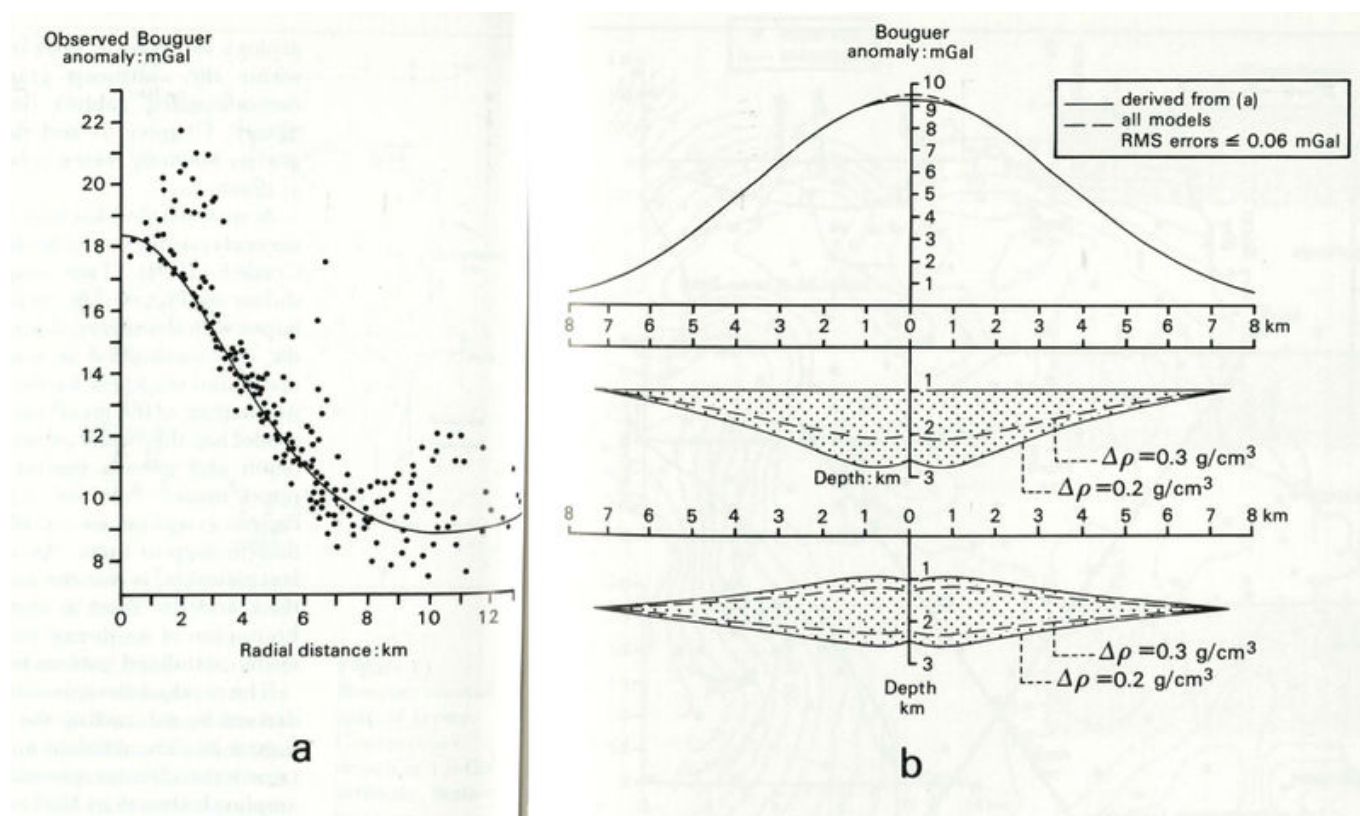 Observed Bouguer
anomaly:mGal
22
20
18
16
14
12
10
8
0 2 4 6 8 10 12
Radial distance:km
a
Bouguer
anomaly:mGal
10
9
8
7
6
5
4
3
2
1
derived from (a)
all models
RMS errors ≤ 0.06 mGal
8 7 6 5 4 3 2 1 0 1 2 3 4 5 6 7 8 km
1
2
Depth:km 3
Δρ=0.3 g/cm³
Δρ=0.2 g/cm³
8 7 6 5 4 3 2 1 0 1 2 3 4 5 6 7 8 km
1
2
3
Δρ=0.3 g/cm³
Δρ=0.2 g/cm³
Depth
km
b